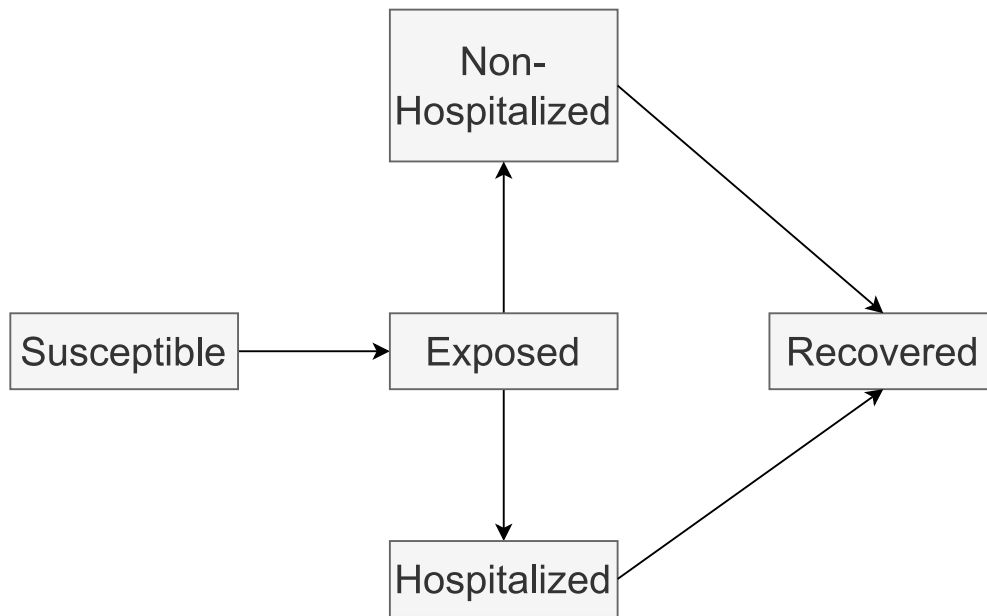 Non-
Hospitalized
Susceptible
Exposed
Recovered
Hospitalized